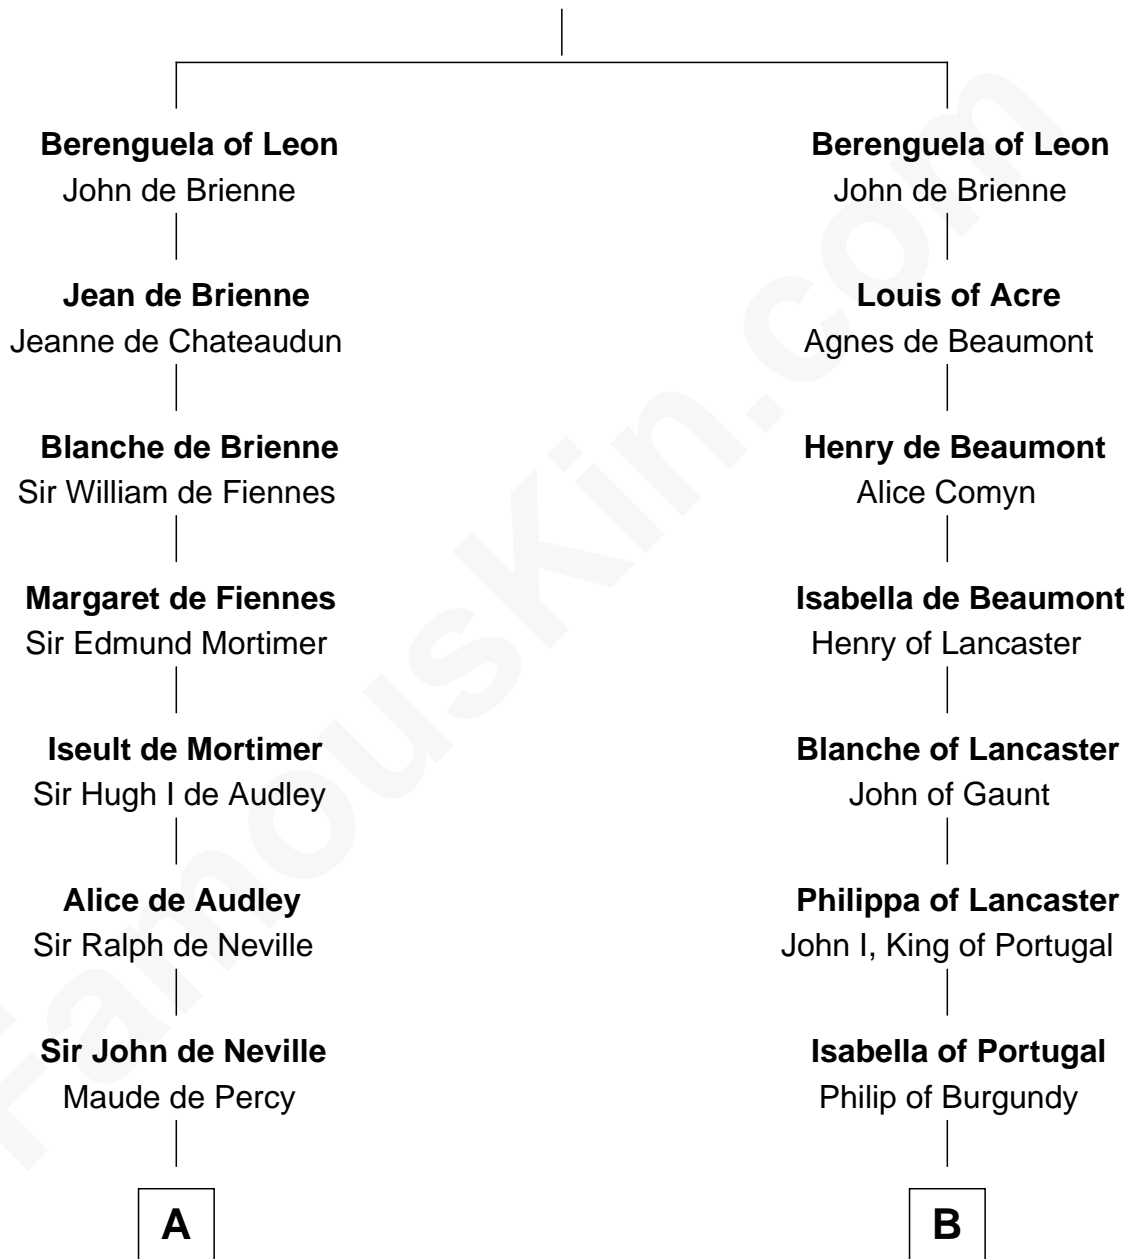 Berenguela of Leon
John de Brienne
Jean de Brienne
Jeanne de Chateaudun
Blanche de Brienne
Sir William de Fiennes
Margaret de Fiennes
Sir Edmund Mortimer
Iseult de Mortimer
Sir Hugh I de Audley
Alice de Audley
Sir Ralph de Neville
Sir John de Neville
Maude de Percy
A
Berenguela of Leon
John de Brienne
Louis of Acre
Agnes de Beaumont
Henry de Beaumont
Alice Comyn
Isabella de Beaumont
Henry of Lancaster
Blanche of Lancaster
John of Gaunt
Philippa of Lancaster
John I, King of Portugal
Isabella of Portugal
Philip of Burgundy
B
FamousKin.com